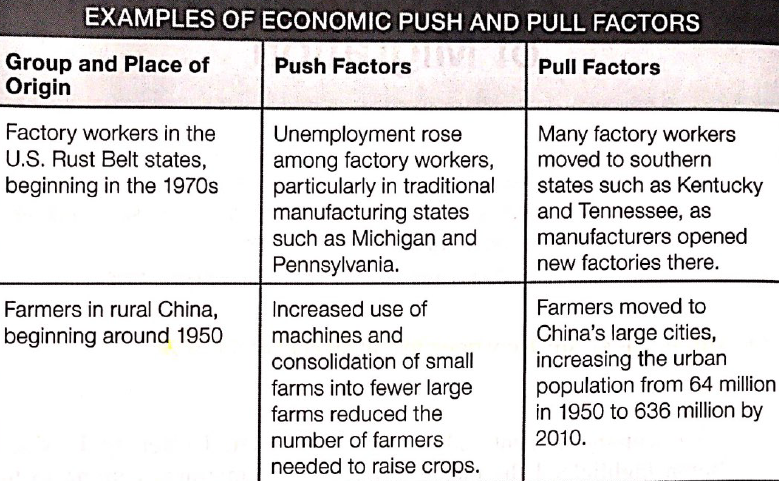 EXAMPLES OF ECONOMIC PUSH AND PULL FACTORS
Group and Place of
Origin
Push Factors
Pull Factors
Factory workers in the
U.S. Rust Belt states,
beginning in the 1970s
Unemployment rose
among factory workers,
particularly in traditional
manufacturing states
such as Michigan and
Pennsylvania.
Many factory workers
moved to southern
states such as Kentucky
and Tennessee, as
manufacturers opened
new factories there.
Farmers in rural China,
beginning around 1950
Increased use of
machines and
consolidation of small
farms into fewer large
farms reduced the
number of farmers
needed to raise crops.
Farmers moved to
China's large cities,
increasing the urban
population from 64 million
in 1950 to 636 million by
2010.